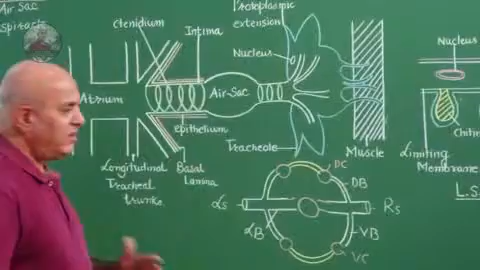 Air Sac
Spiracle
Ctenidium
Intima
Protoplasmic
extension
Nucleus
Nucleus
Atrium
Air-Sac
epithelium
Chitin
Longitudinal
Tracheal
trunk
Basal
Lamina
Tracheole
Muscle
Limiting
Membrane
DC
DB
L.S
Ls
Rs
LB
VB
VC